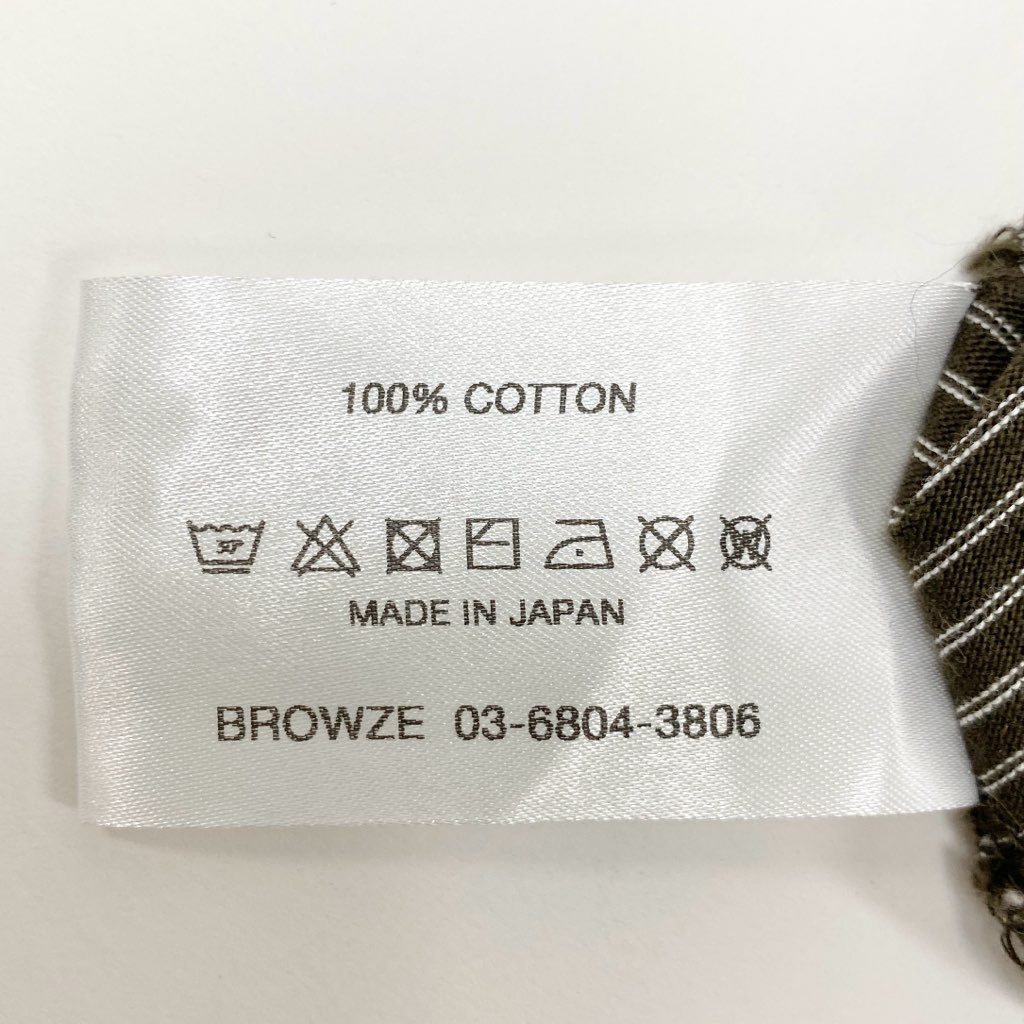 100% COTTON
MADE IN JAPAN
BROWZE 03-6804-3806